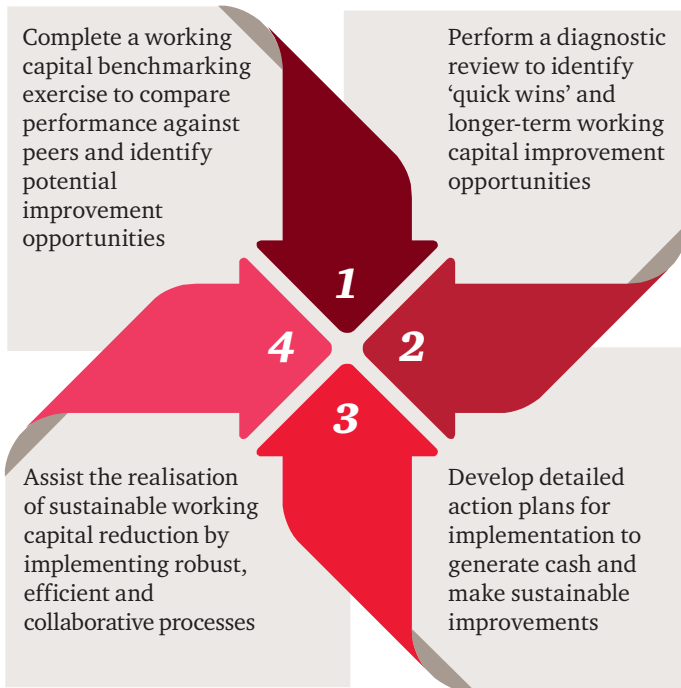 Complete a working
capital benchmarking
exercise to compare
performance against
peers and identify
potential
improvement
opportunities
Perform a diagnostic
review to identify
‘quick wins’ and
longer-term working
capital improvement
opportunities
1
4
2
3
Assist the realisation
of sustainable working
capital reduction by
implementing robust,
efficient and
collaborative processes
Develop detailed
action plans for
implementation to
generate cash and
make sustainable
improvements